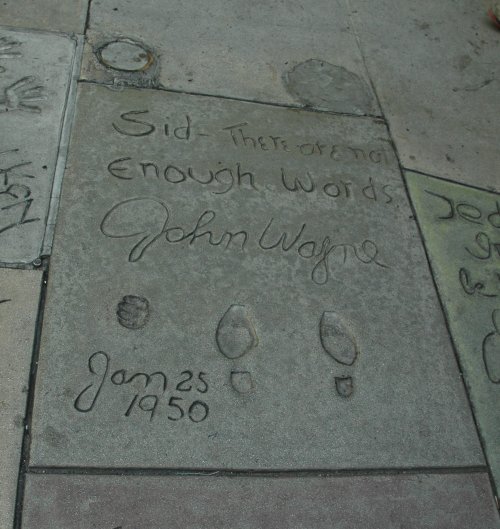 Sid - There are not
Enough Words
John Wayne
Jan 25
1950